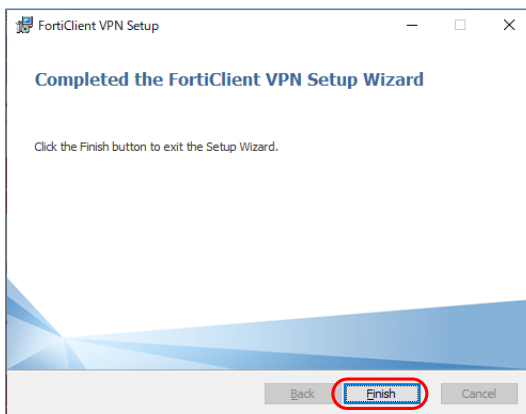 FortiClient VPN Setup
Completed the FortiClient VPN Setup Wizard
Click the Finish button to exit the Setup Wizard.
Back Finish Cancel